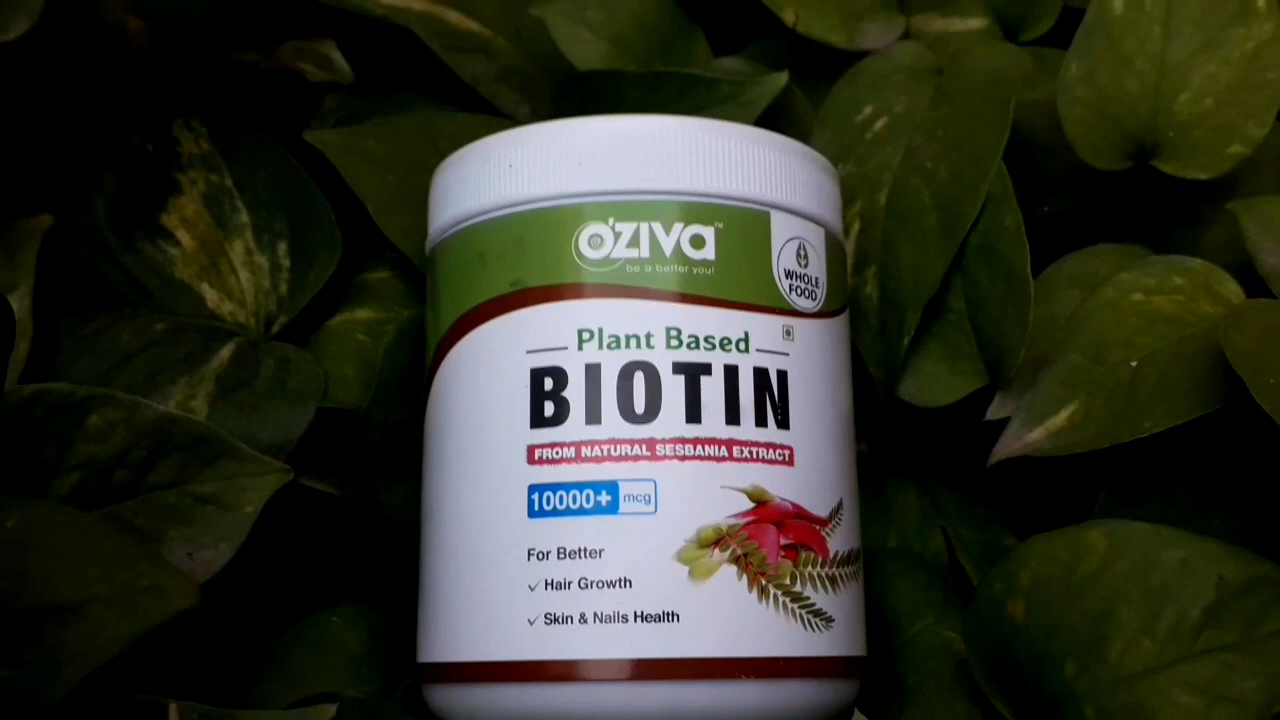 O'ZIVA™
be a better you!
WHOLE
FOOD
Plant Based
BIOTIN
FROM NATURAL SESBANIA EXTRACT
10000+ mcg
For Better
✓ Hair Growth
✓ Skin & Nails Health